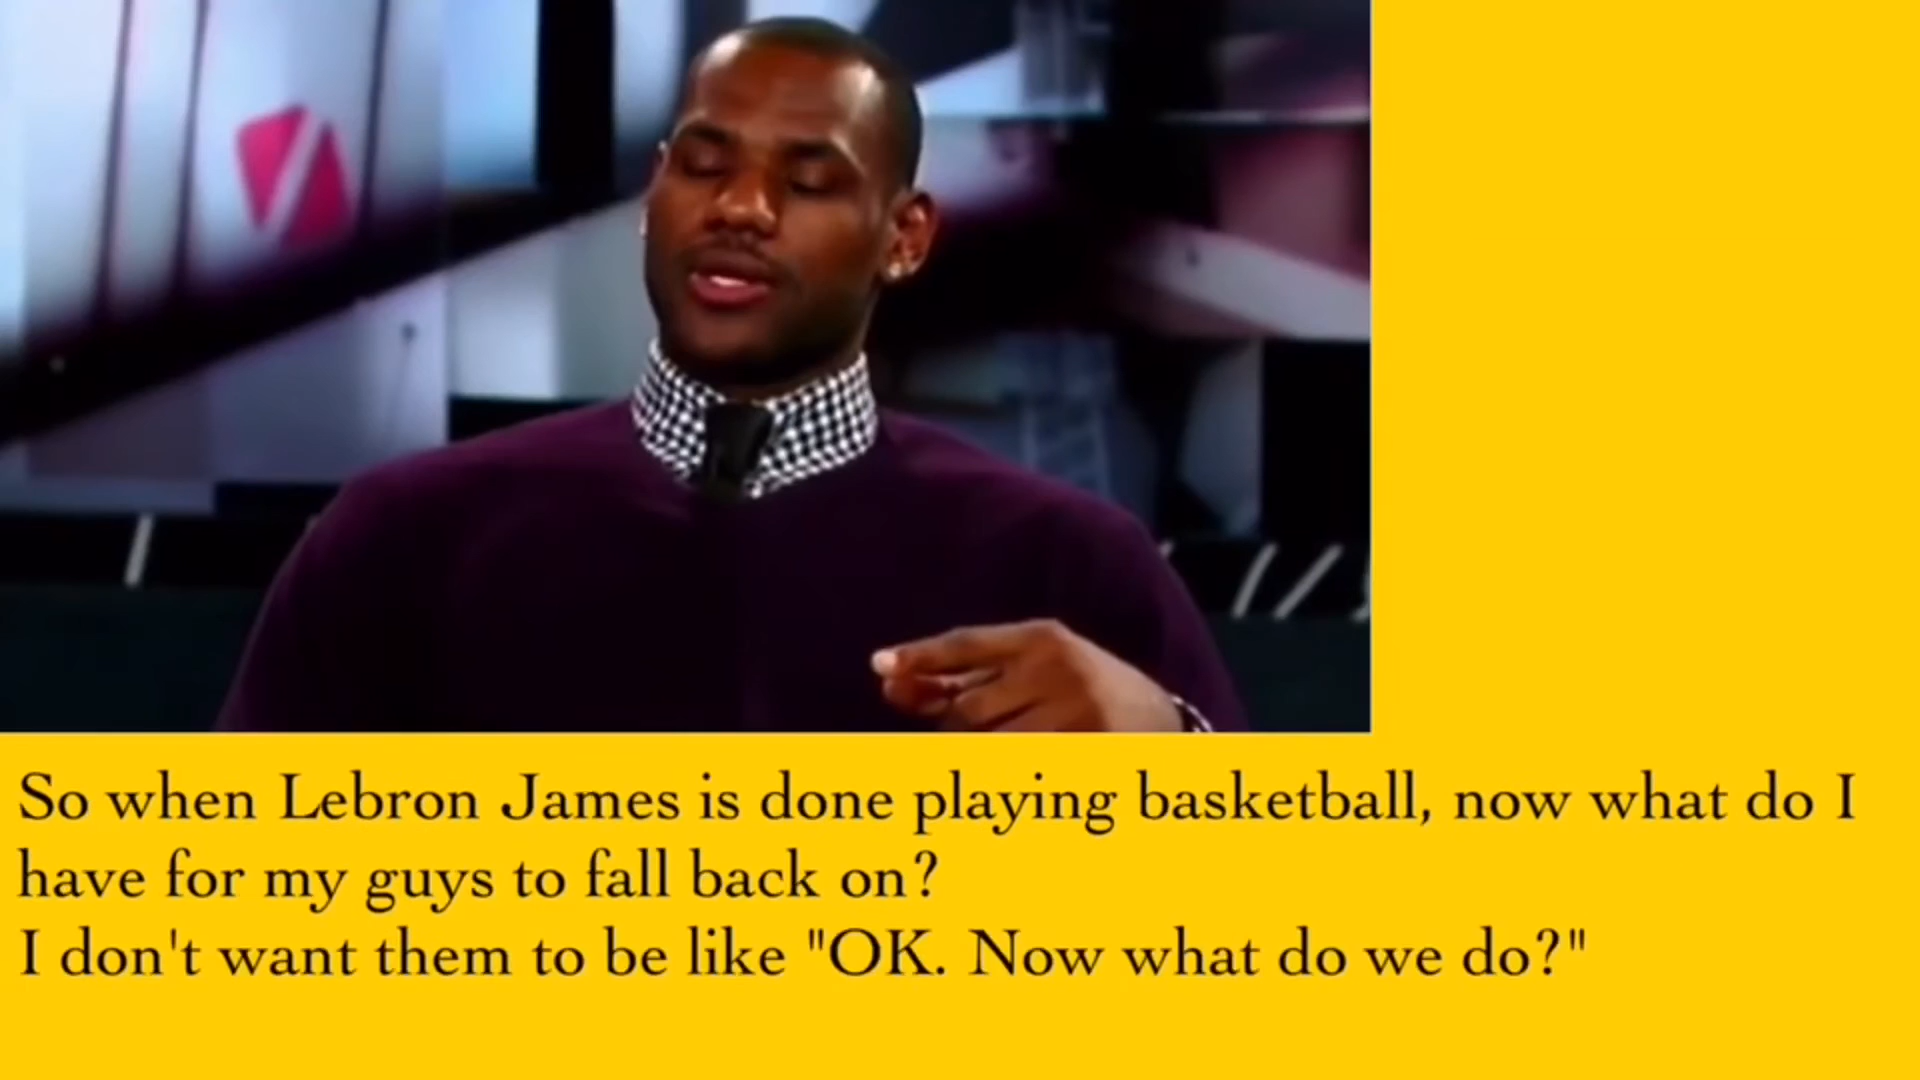 So when Lebron James is done playing basketball, now what do I
have for my guys to fall back on?
I don't want them to be like "OK. Now what do we do?"